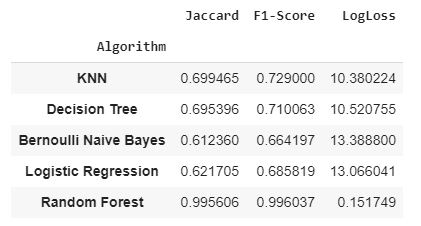 Jaccard F1-Score LogLoss
Algorithm
KNN 0.699465 0.729000 10.380224
Decision Tree 0.695396 0.710063 10.520755
Bernoulli Naive Bayes 0.612360 0.664197 13.388800
Logistic Regression 0.621705 0.685819 13.066041
Random Forest 0.995606 0.996037 0.151749